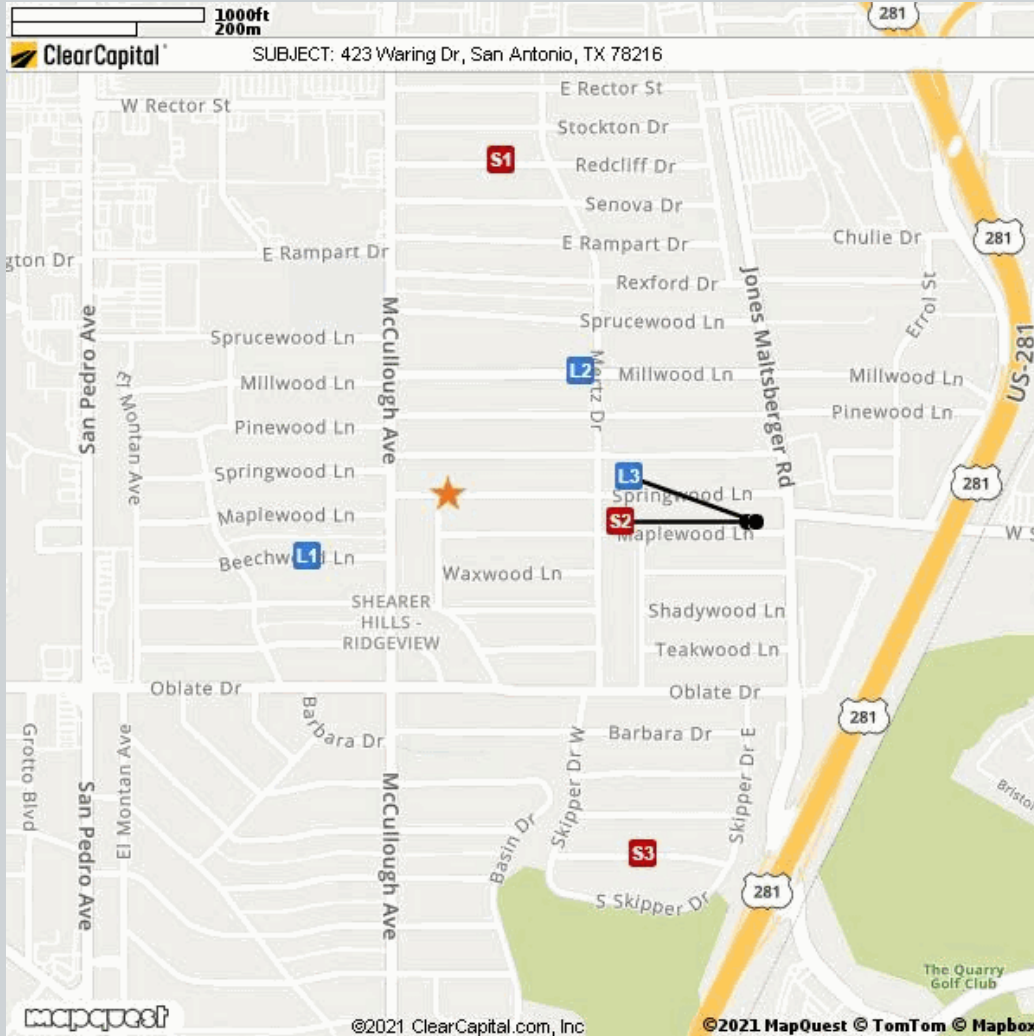 1000ft
200m
281
ClearCapital
SUBJECT: 423 Waring Dr, San Antonio, TX 78216
W Rector St
E Rector St
Stockton Dr
S1
Redcliff Dr
Senova Dr
E Rampart Dr
E Rampart Dr
Chulie Dr
281
gton Dr
Rexford Dr
Jones Maltsberger Rd
Errol St
San Pedro Ave
McCullough Ave
Sprucewood Ln
Sprucewood Ln
US-281
El Montan Ave
Millwood Ln
L2
Mertz Dr
Millwood Ln
Millwood Ln
Pinewood Ln
Pinewood Ln
Springwood Ln
L3
Springwood Ln
281
Maplewood Ln
S2
Maplewood Ln
W S
Beechwood Ln
L1
Waxwood Ln
SHEARER
HILLS -
RIDGEVIEW
Shadywood Ln
Teakwood Ln
Oblate Dr
Oblate Dr
281
Barbara Dr
Barbara Dr
Grotto Blvd
El Montan Ave
Skipper Dr W
Skipper Dr E
San Pedro Ave
McCullough Ave
Basin Dr
S3
Bristol
281
S Skipper Dr
The Quarry
Golf Club
mapquest
©2021 ClearCapital.com, Inc
©2021 MapQuest © TomTom © Mapbox